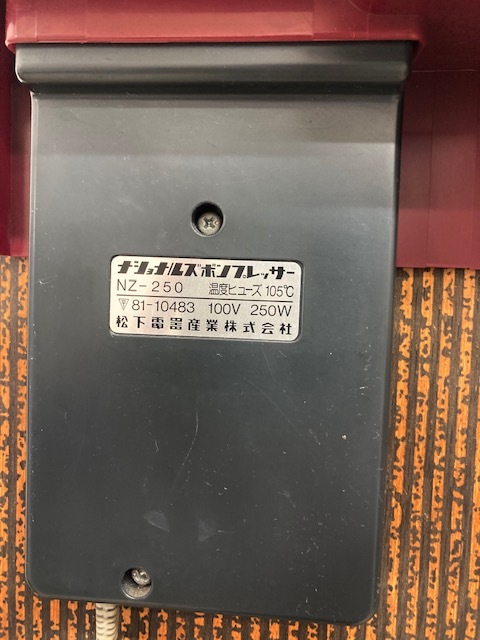 ナショナルズボンプレッサー
NZ-250 温度ヒューズ 105℃
81-10483 100V 250W
松下電器産業株式会社